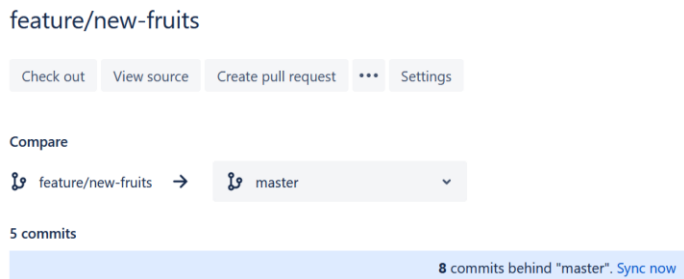 feature/new-fruits
Check out View source Create pull request ••• Settings
Compare
feature/new-fruits → master
5 commits
8 commits behind "master". Sync now